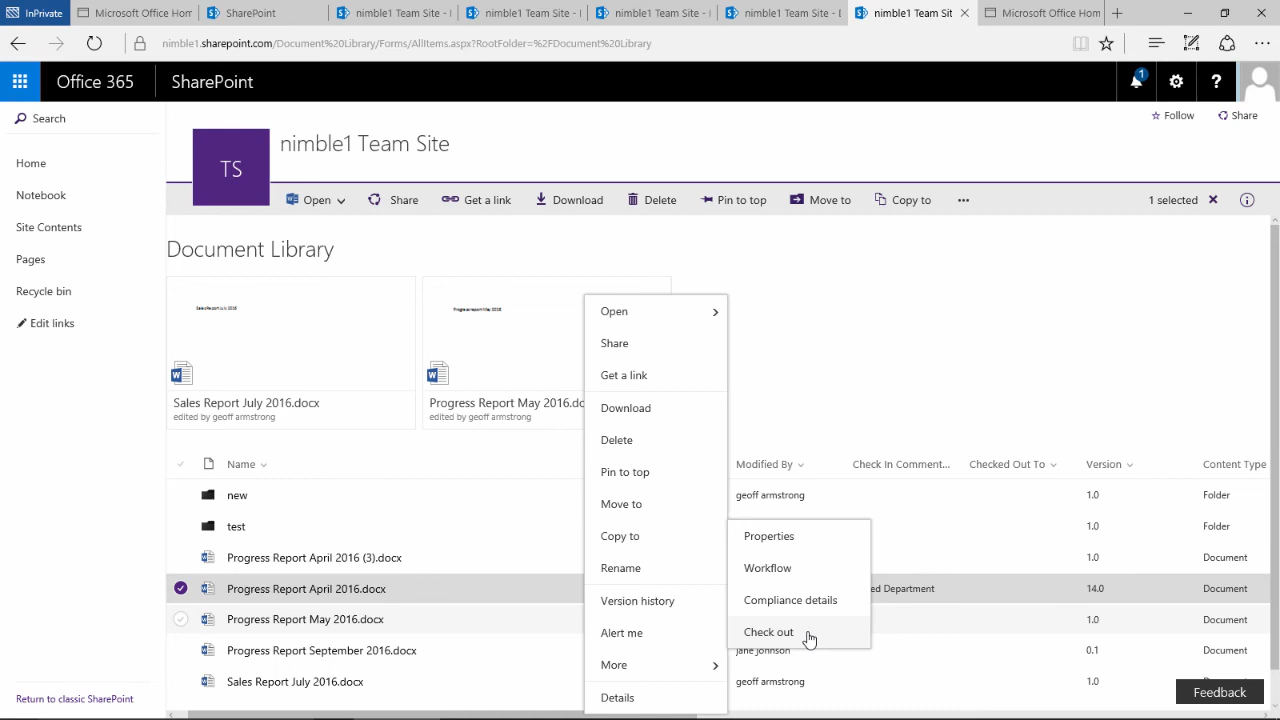 InPrivate
Microsoft Office Hom
SharePoint
nimble1 Team Site - I
nimble1 Team Site - I
nimble1 Team Site - I
nimble1 Team Site - I
nimble1 Team Sit
Microsoft Office Hom
nimble1.sharepoint.com/Document%20Library/Forms/AllItems.aspx?RootFolder=%2FDocument%20Library
Office 365
SharePoint
1
?
Search
Follow
Share
Home
Notebook
Site Contents
Pages
Recycle bin
Edit links
Return to classic SharePoint
TS
nimble1 Team Site
Open
Share
Get a link
Download
Delete
Pin to top
Move to
Copy to
...
1 selected
Document Library
Sales Report July 2016
Sales Report July 2016.docx
edited by geoff armstrong
Progress report May 2016
Progress Report May 2016.do
edited by geoff armstrong
Name
Modified By
Check In Comment...
Checked Out To
Version
Content Type
new
geoff armstrong
1.0
Folder
test
1.0
Folder
Progress Report April 2016 (3).docx
1.0
Document
Progress Report April 2016.docx
ed Department
14.0
Document
Progress Report May 2016.docx
1.0
Document
Progress Report September 2016.docx
jane johnson
0.1
Document
Sales Report July 2016.docx
geoff armstrong
1.0
Open
Share
Get a link
Download
Delete
Pin to top
Move to
Copy to
Rename
Version history
Alert me
More
Details
Properties
Workflow
Compliance details
Check out
Feedback